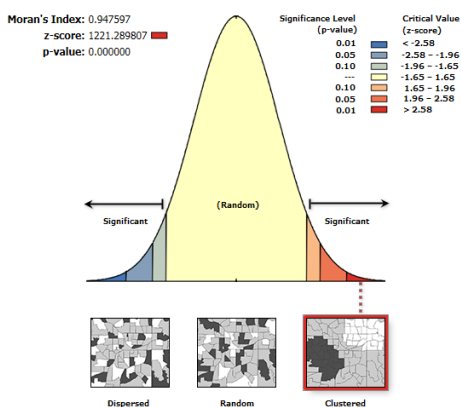 Moran's Index: 0.947597
z-score: 1221.289807
p-value: 0.000000
Significance Level
(p-value)
Critical Value
(z-score)
0.01 < -2.58
0.05 -2.58 – -1.96
0.10 -1.96 – -1.65
--- -1.65 – 1.65
0.10 1.65 – 1.96
0.05 1.96 – 2.58
0.01 > 2.58
(Random)
Significant Significant
Dispersed Random Clustered